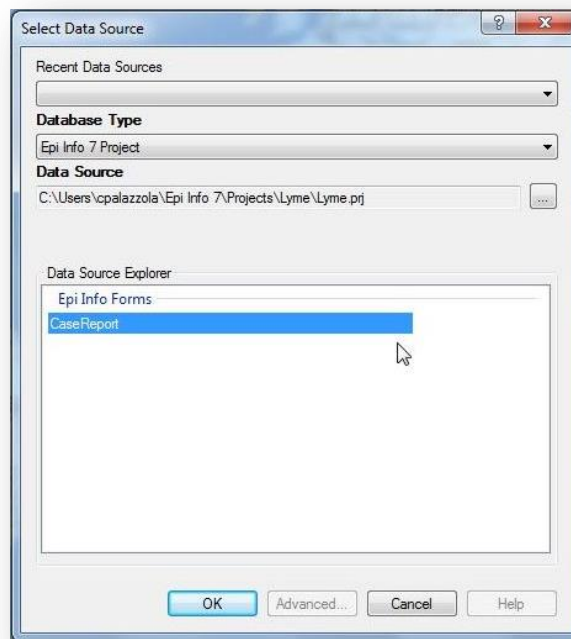 Select Data Source
Recent Data Sources
Database Type
Epi Info 7 Project
Data Source
C:\Users\cpalazzola\Epi Info 7\Projects\Lyme\Lyme.prj
...
Data Source Explorer
Epi Info Forms
CaseReport
OK Advanced... Cancel Help